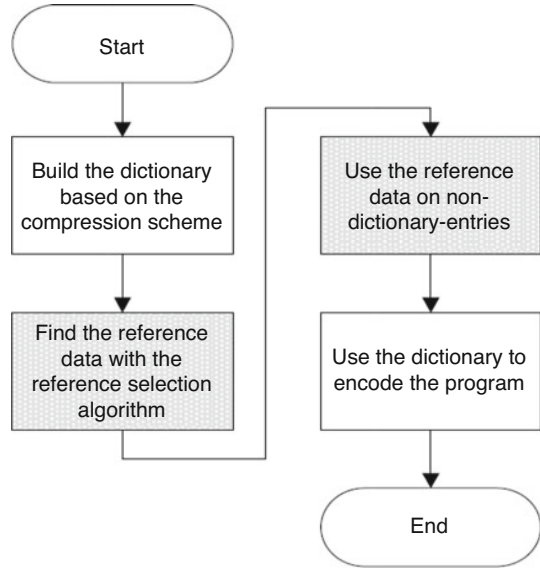 Start
Build the dictionary
based on the
compression scheme
Find the reference
data with the
reference selection
algorithm
Use the reference
data on non-
dictionary-entries
Use the dictionary to
encode the program
End